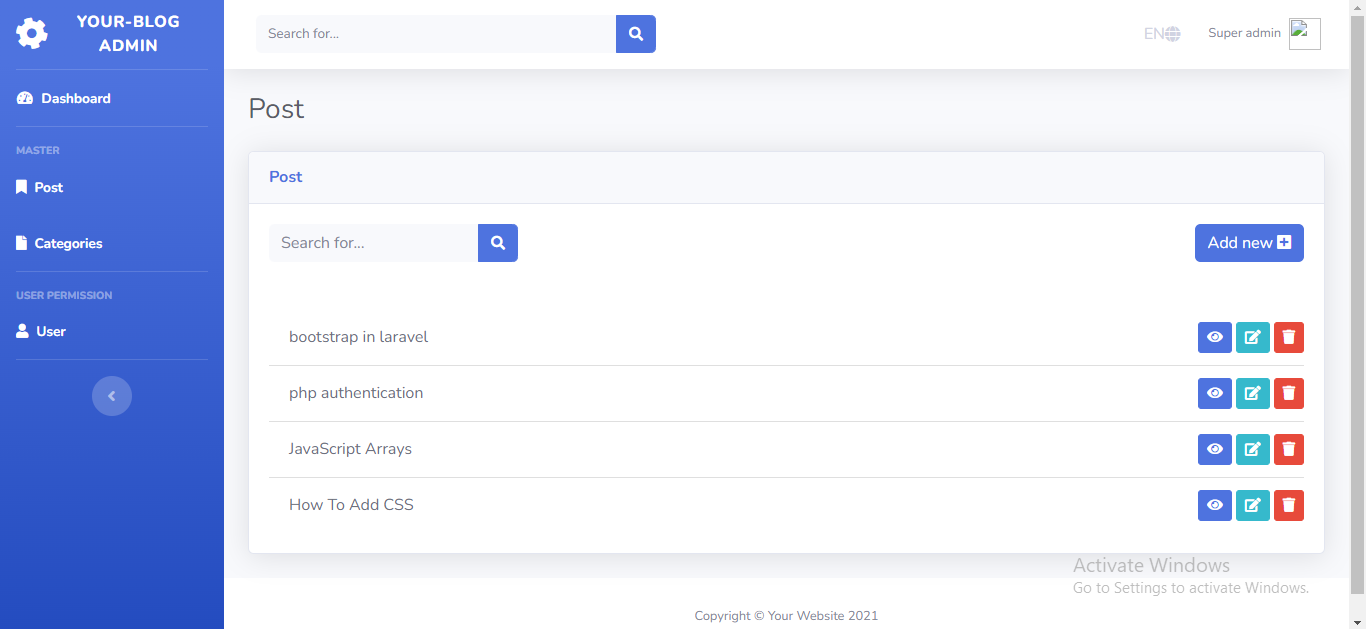 YOUR-BLOG
ADMIN
Search for...
EN
Super admin
Dashboard
MASTER
Post
Categories
USER PERMISSION
User
Post
Post
Search for...
Add new
bootstrap in laravel
php authentication
JavaScript Arrays
How To Add CSS
Activate Windows
Go to Settings to activate Windows.
Copyright © Your Website 2021